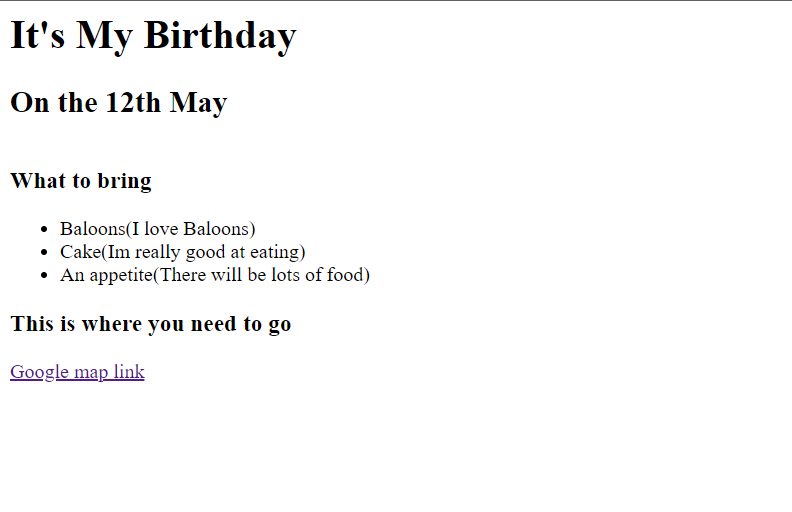 It's My Birthday
On the 12th May
What to bring
Baloons(I love Baloons)
Cake(Im really good at eating)
An appetite(There will be lots of food)
This is where you need to go
Google map link